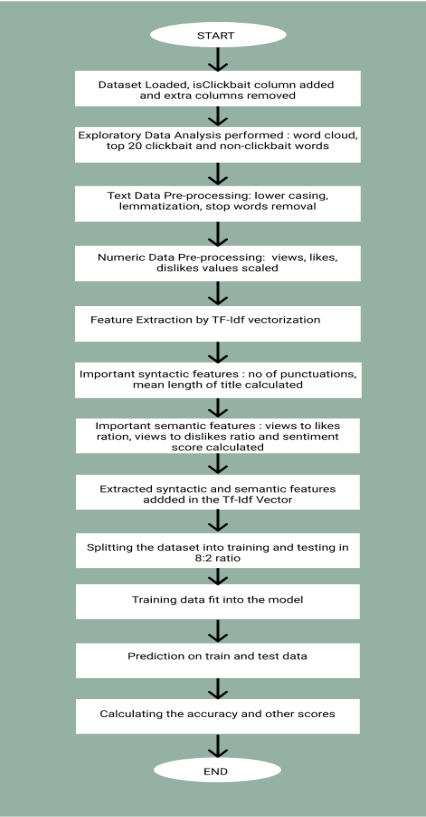 START
Dataset Loaded, isClickbait column added
and extra columns removed
Exploratory Data Analysis performed : word cloud,
top 20 clickbait and non-clickbait words
Text Data Pre-processing: lower casing,
lemmatization, stop words removal
Numeric Data Pre-processing: views, likes,
dislikes values scaled
Feature Extraction by TF-Idf vectorization
Important syntactic features : no of punctuations,
mean length of title calculated
Important semantic features : views to likes
ration, views to dislikes ratio and sentiment
score calculated
Extracted syntactic and semantic features
addded in the Tf-Idf Vector
Splitting the dataset into training and testing in
8:2 ratio
Training data fit into the model
Prediction on train and test data
Calculating the accuracy and other scores
END